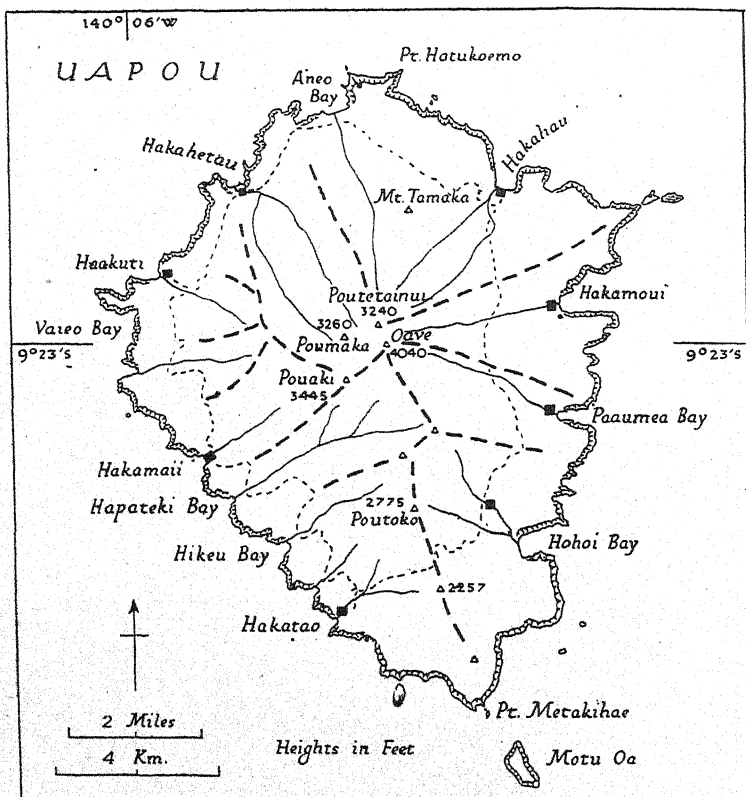 140° 06'W
UAPOU
Pt. Hatukoemo
A'neo
Bay
Hakahetau
Hakahau
Mt. Tamaka
Haakuti
Poutetainui
3240
Hakamoui
Vaieo Bay
3260
Poumaka
Oave
4040
9°23's
9°23's
Pouaki
3445
Paaumea Bay
Hakamaii
Hapateki Bay
2775
Poutoko
Hikeu Bay
Hohoi Bay
2257
Hakatao
Pt. Metakihae
2 Miles
4 Km.
Heights in Feet
Motu Oa